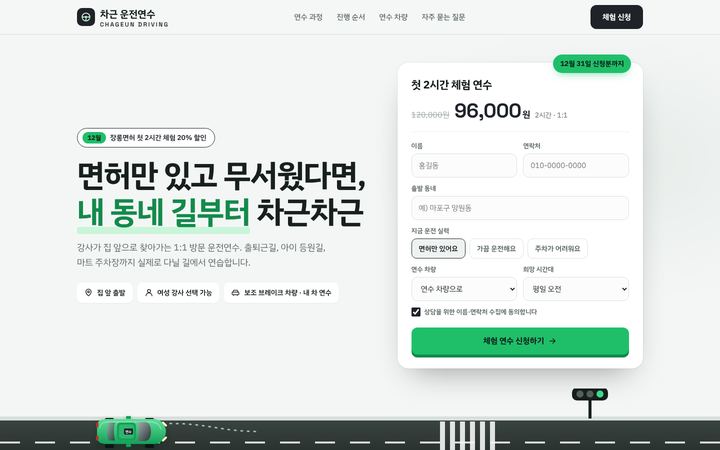 차근 운전연수
CHAGEUN DRIVING
연수 과정
진행 순서
연수 차량
자주 묻는 질문
체험 신청
12월 장롱면허 첫 2시간 체험 20% 할인
면허만 있고 무서웠다면,
내 동네 길부터 차근차근
강사가 집 앞으로 찾아가는 1:1 방문 운전연수. 출퇴근길, 아이 등원길,
마트 주차장까지 실제로 다닐 길에서 연습합니다.
집 앞 출발
여성 강사 선택 가능
보조 브레이크 차량 · 내 차 연수
12월 31일 신청분까지
첫 2시간 체험 연수
120,000원 96,000원 2시간 · 1:1
이름
연락처
홍길동
010-0000-0000
출발 동네
예) 마포구 망원동
지금 운전 실력
면허만 있어요
가끔 운전해요
주차가 어려워요
연수 차량
희망 시간대
연수 차량으로
평일 오전
상담을 위한 이름·연락처 수집에 동의합니다
체험 연수 신청하기 →